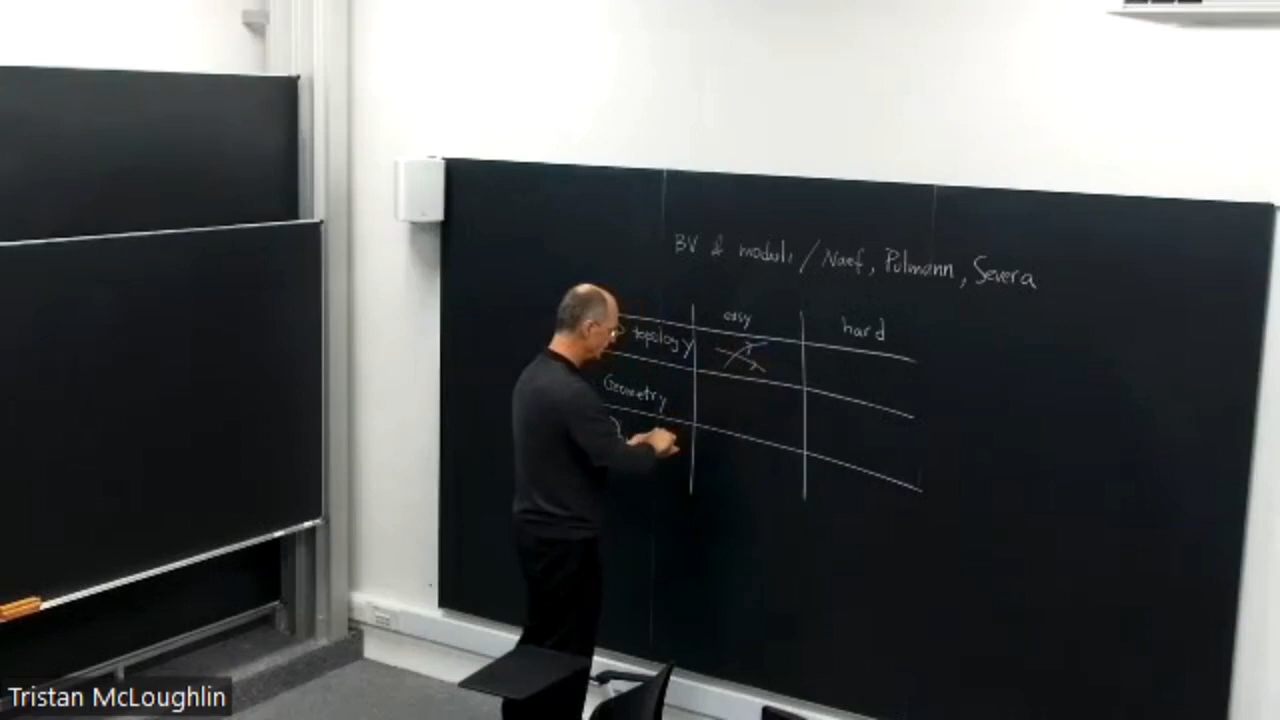 BV & moduli / Naef, Pulmann, Severa
easy hard
topology
Geometry
Tristan McLoughlin